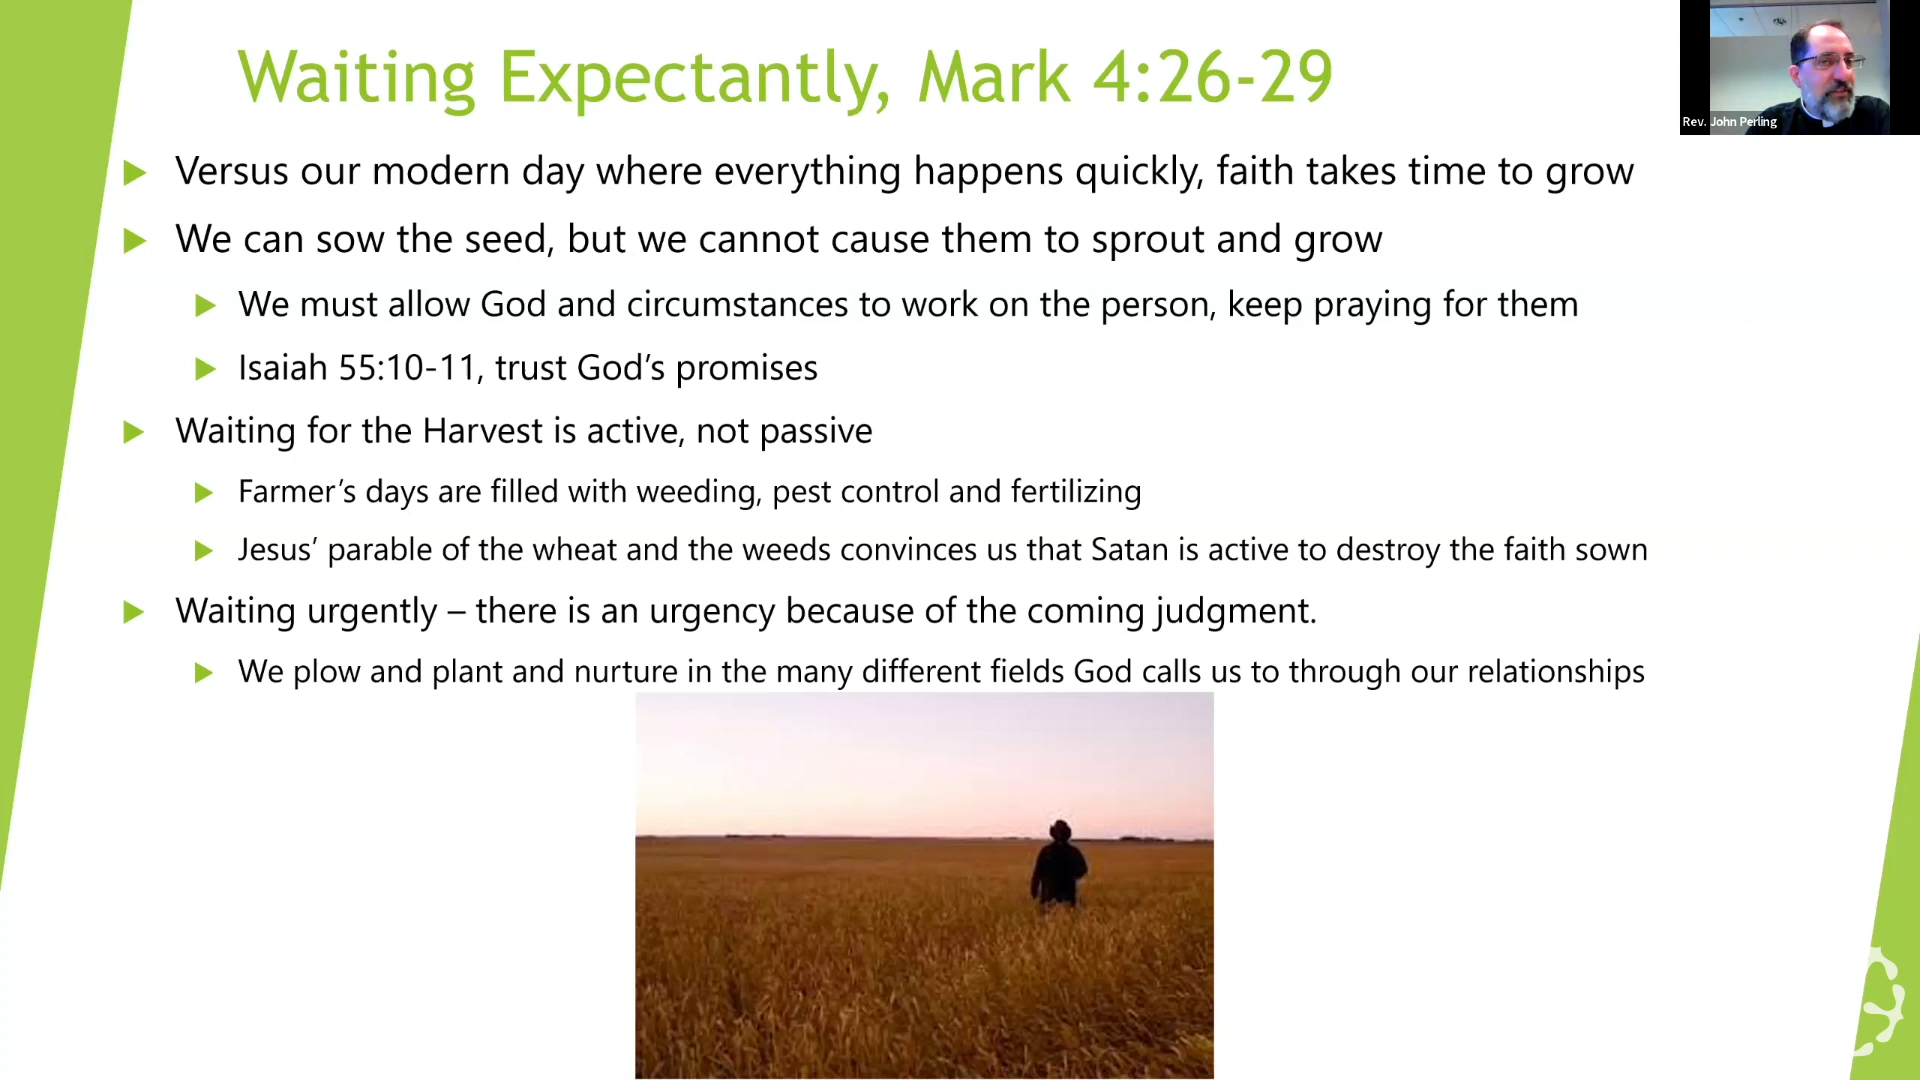 Waiting Expectantly, Mark 4:26-29
Rev. John Perling
Versus our modern day where everything happens quickly, faith takes time to grow
We can sow the seed, but we cannot cause them to sprout and grow
We must allow God and circumstances to work on the person, keep praying for them
Isaiah 55:10-11, trust God’s promises
Waiting for the Harvest is active, not passive
Farmer’s days are filled with weeding, pest control and fertilizing
Jesus’ parable of the wheat and the weeds convinces us that Satan is active to destroy the faith sown
Waiting urgently – there is an urgency because of the coming judgment.
We plow and plant and nurture in the many different fields God calls us to through our relationships